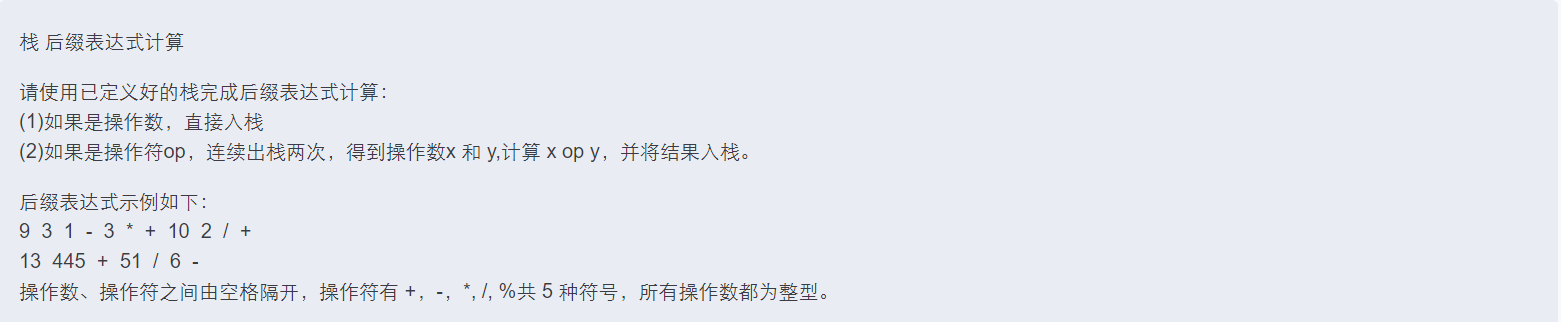 栈 后缀表达式计算
请使用已定义好的栈完成后缀表达式计算：
(1)如果是操作数，直接入栈
(2)如果是操作符op，连续出栈两次，得到操作数x 和 y,计算 x op y，并将结果入栈。
后缀表达式示例如下：
9 3 1 - 3 * + 10 2 / +
13 445 + 51 / 6 -
操作数、操作符之间由空格隔开，操作符有 +，-，*, /, %共 5 种符号，所有操作数都为整型。